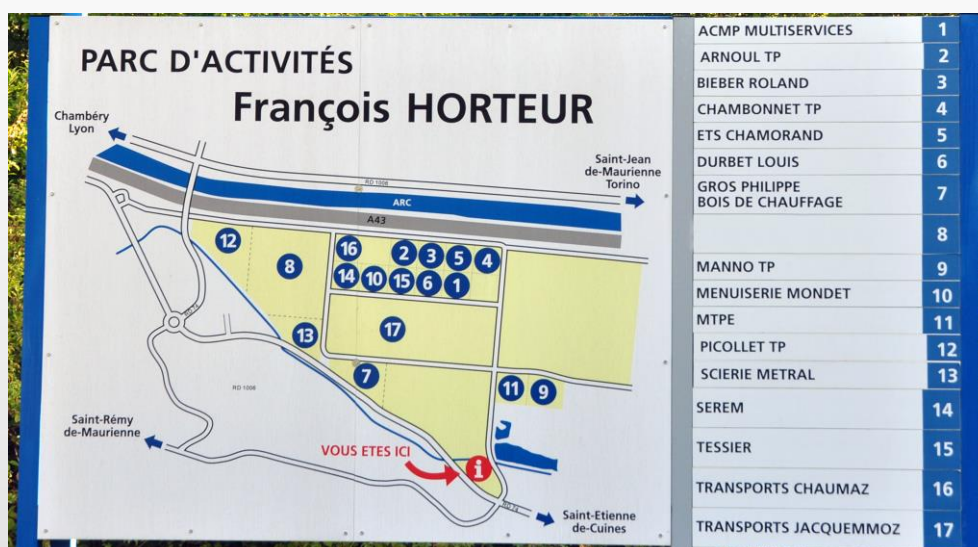 PARC D'ACTIVITÉS
François HORTEUR
Chambéry
Lyon
Saint-Jean
de-Maurienne
Torino
RD 1006
ARC
A43
12
8
16
2
3
5
4
14
10
15
6
1
17
13
7
11
9
RD 1006
Saint-Rémy
de-Maurienne
VOUS ETES ICI
i
RD 74
Saint-Etienne
de-Cuines
ACMP MULTISERVICES 1
ARNOUL TP 2
BIEBER ROLAND 3
CHAMBONNET TP 4
ETS CHAMORAND 5
DURBET LOUIS 6
GROS PHILIPPE
BOIS DE CHAUFFAGE 7
8
MANNO TP 9
MENUISERIE MONDET 10
MTPE 11
PICOLLET TP 12
SCIERIE METRAL 13
SEREM 14
TESSIER 15
TRANSPORTS CHAUMAZ 16
TRANSPORTS JACQUEMMOZ 17